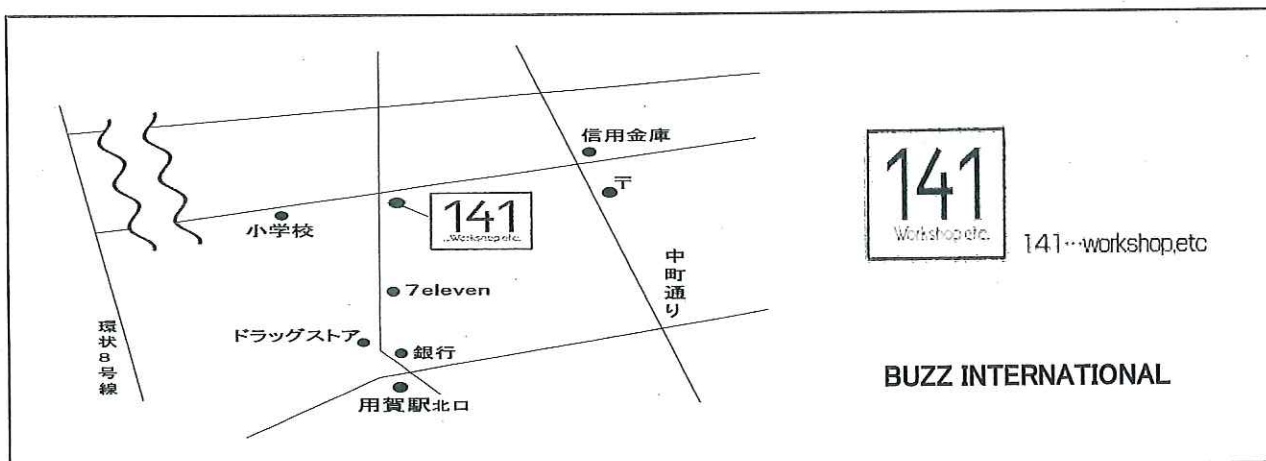 信用金庫
〒
141
...Workshop,etc.
小学校
7eleven
中町通り
ドラッグストア
銀行
環状8号線
用賀駅北口
141
Workshop,etc.
141…workshop,etc
BUZZ INTERNATIONAL